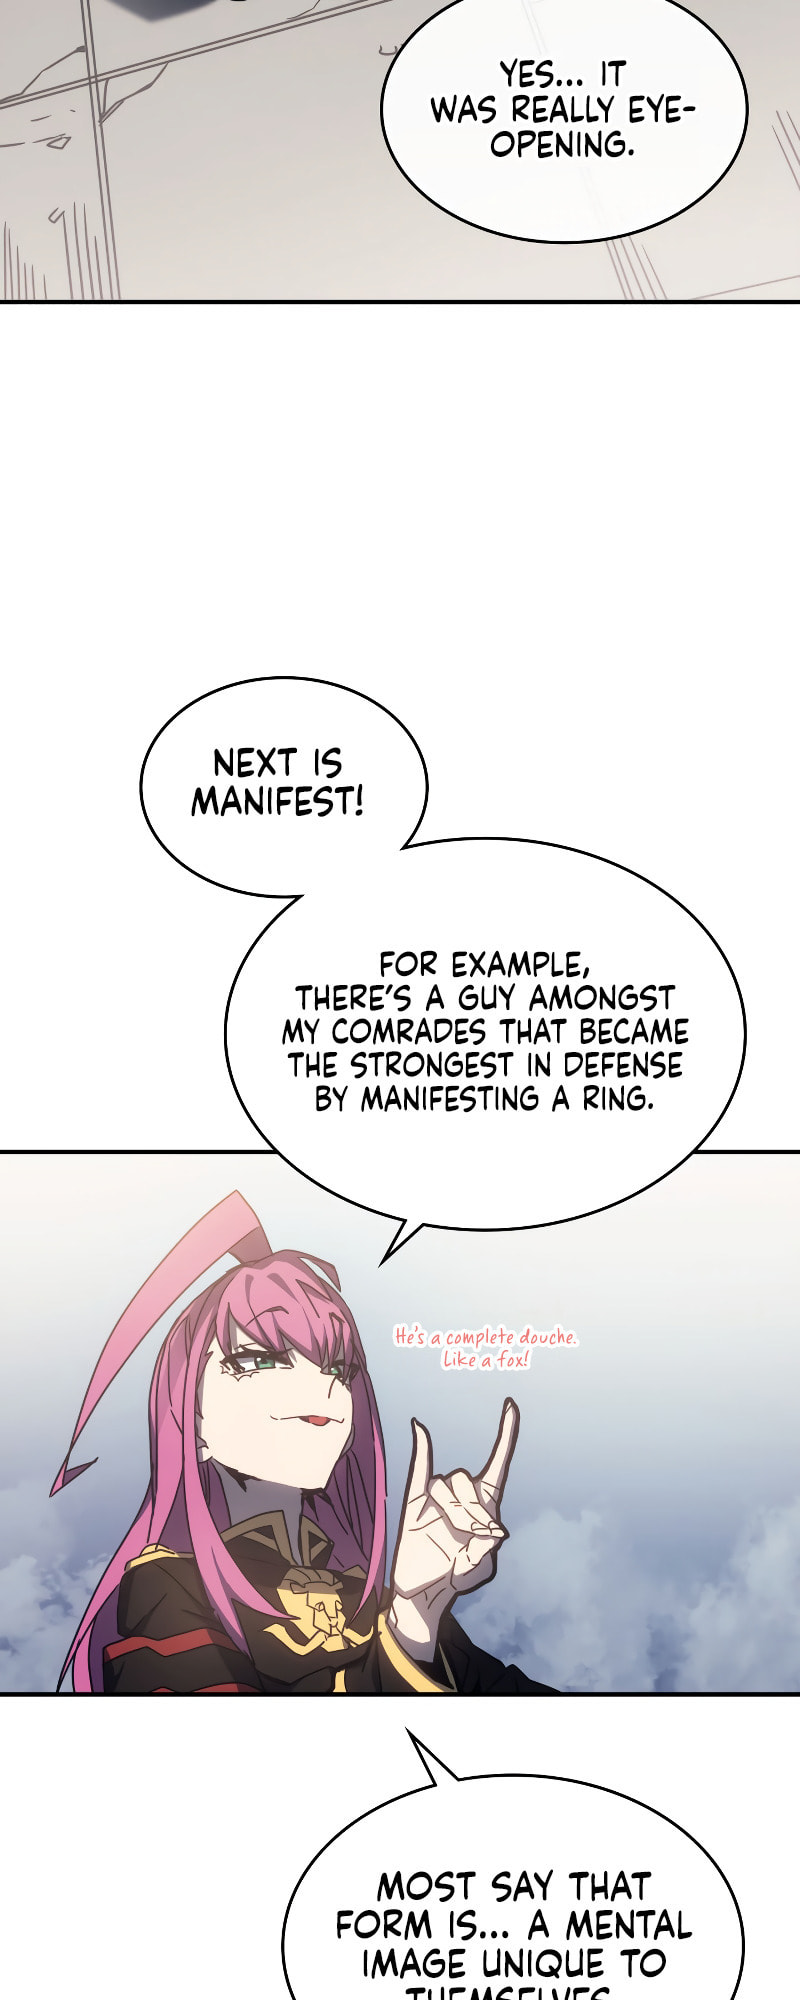 YES... IT
WAS REALLY EYE-
OPENING.
NEXT IS
MANIFEST!
FOR EXAMPLE,
THERE'S A GUY AMONGST
MY COMRADES THAT BECAME
THE STRONGEST IN DEFENSE
BY MANIFESTING A RING.
He's a complete douche.
Like a fox!
MOST SAY THAT
FORM IS... A MENTAL
IMAGE UNIQUE TO
THEMSELVES